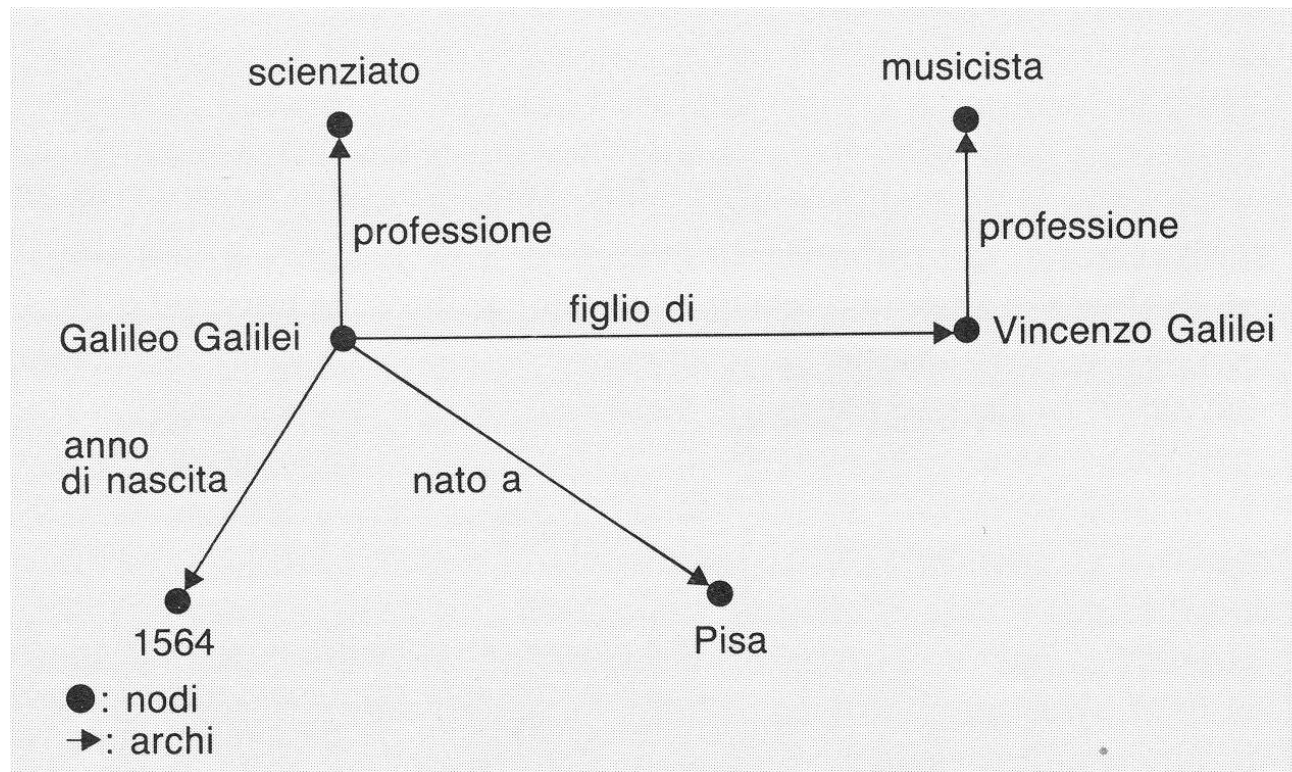 scienziato
musicista
professione
professione
figlio di
Galileo Galilei
Vincenzo Galilei
anno
di nascita
nato a
1564
Pisa
: nodi
: archi